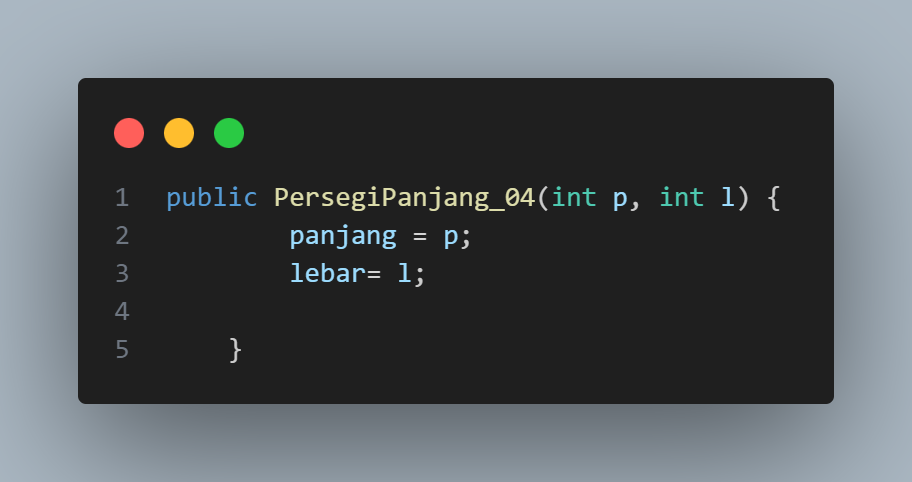 1 public PersegiPanjang_04(int p, int l) {
2 panjang = p;
3 lebar= l;
4
5 }